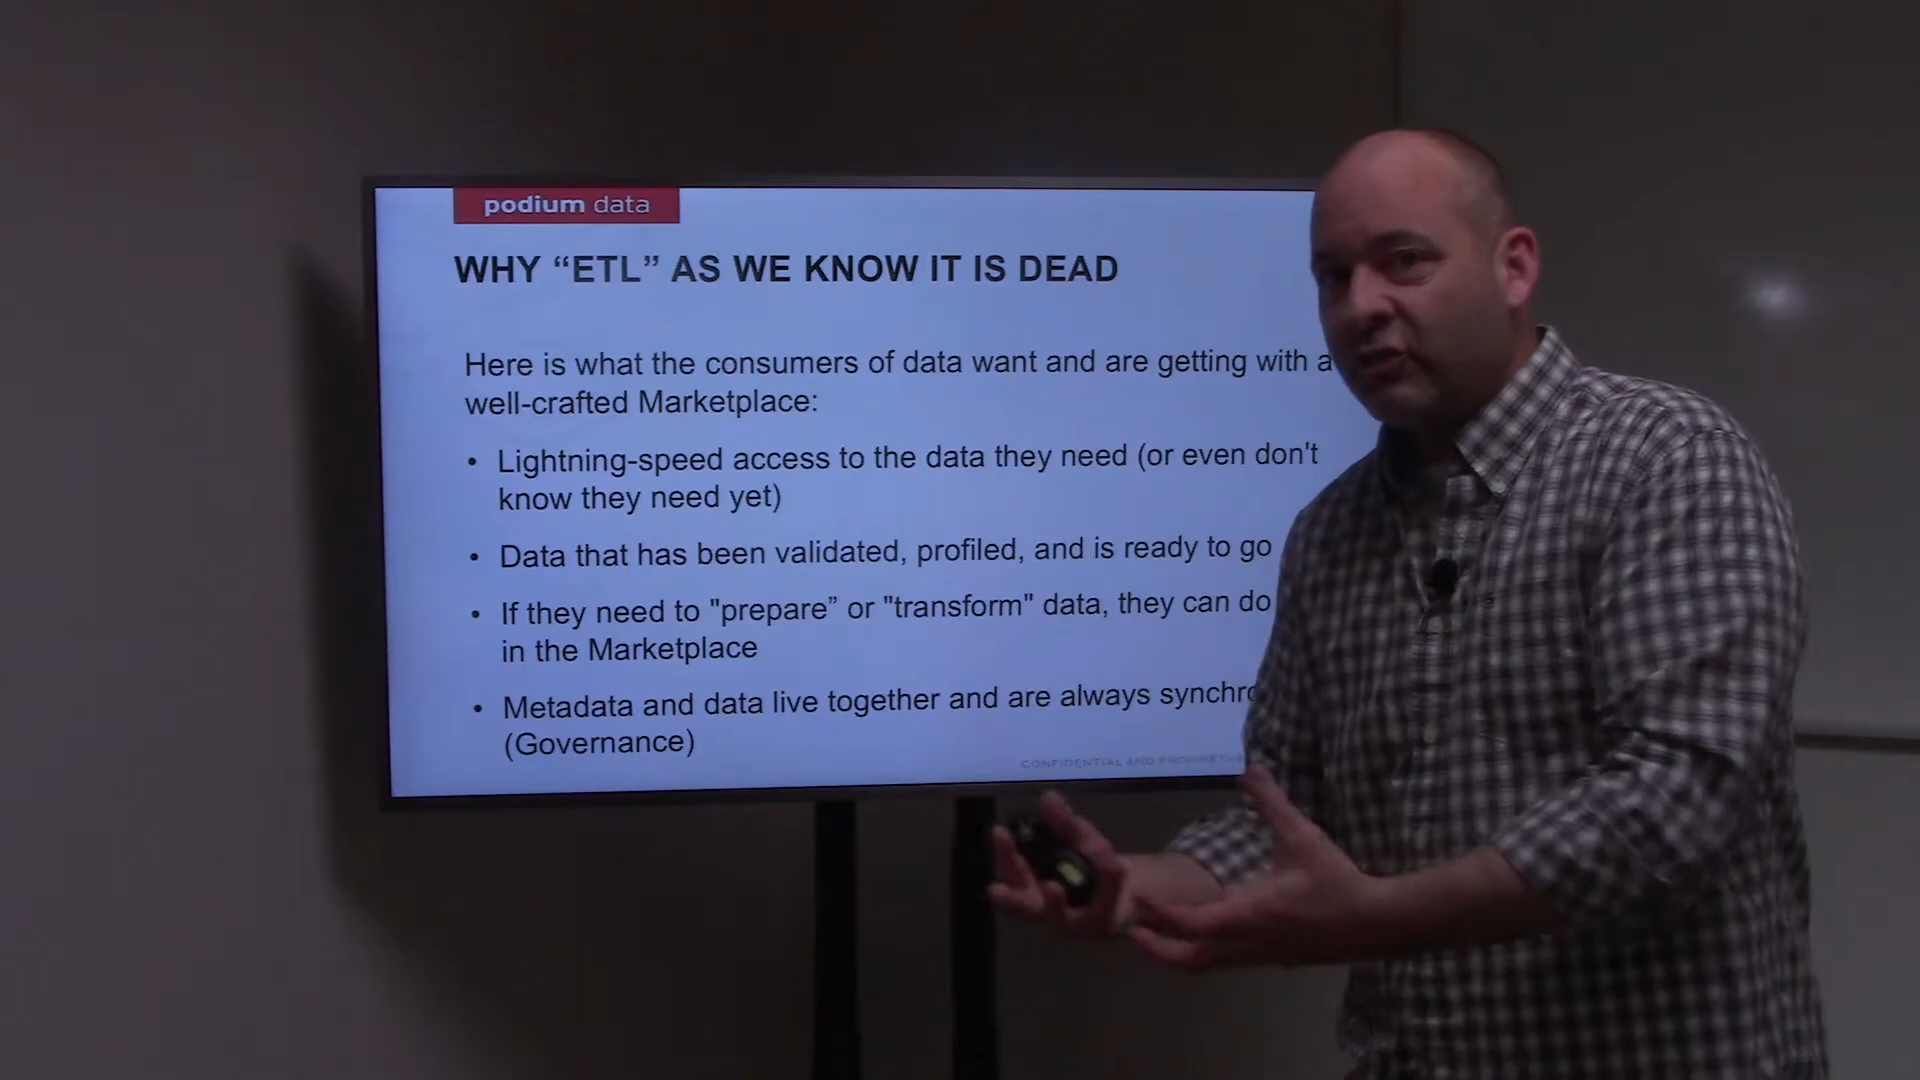 podium data
WHY “ETL” AS WE KNOW IT IS DEAD
Here is what the consumers of data want and are getting with a
well-crafted Marketplace:
• Lightning-speed access to the data they need (or even don't
know they need yet)
• Data that has been validated, profiled, and is ready to go
• If they need to "prepare” or "transform" data, they can do
in the Marketplace
• Metadata and data live together and are always
(Governance)
CONFIDENTIAL AND